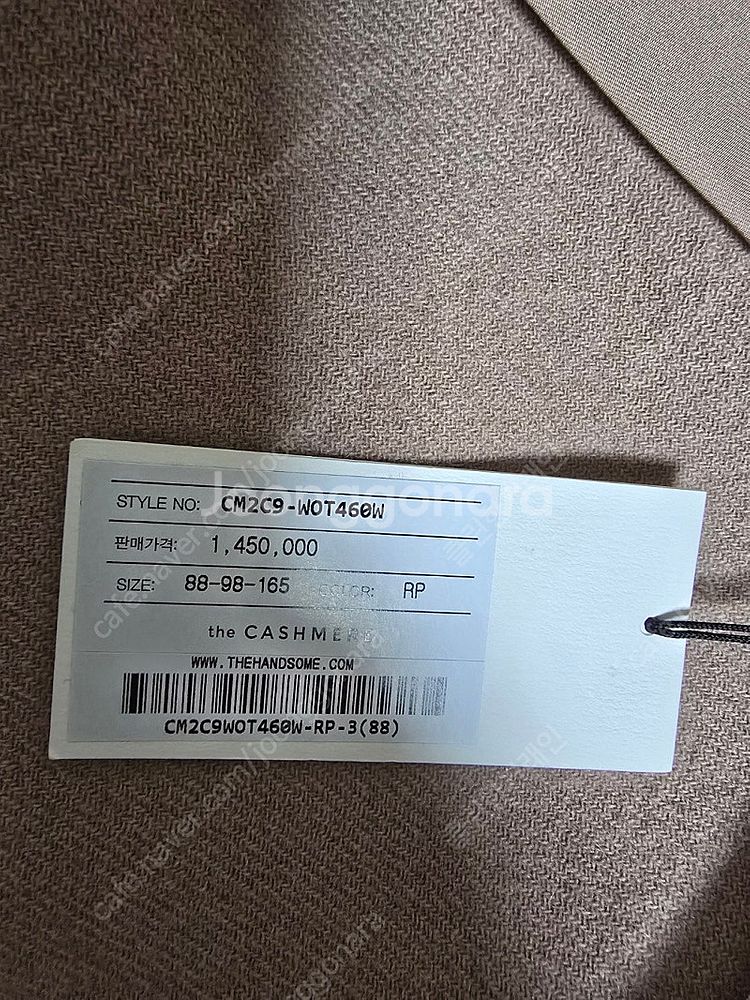 Joonggonara
STYLE NO: CM2C9-WOT460W
판매가격: 1,450,000
SIZE: 88-98-165 COLOR: RP
the CASHMERE
WWW.THEHANDSOME.COM
CM2C9WOT460W-RP-3(88)